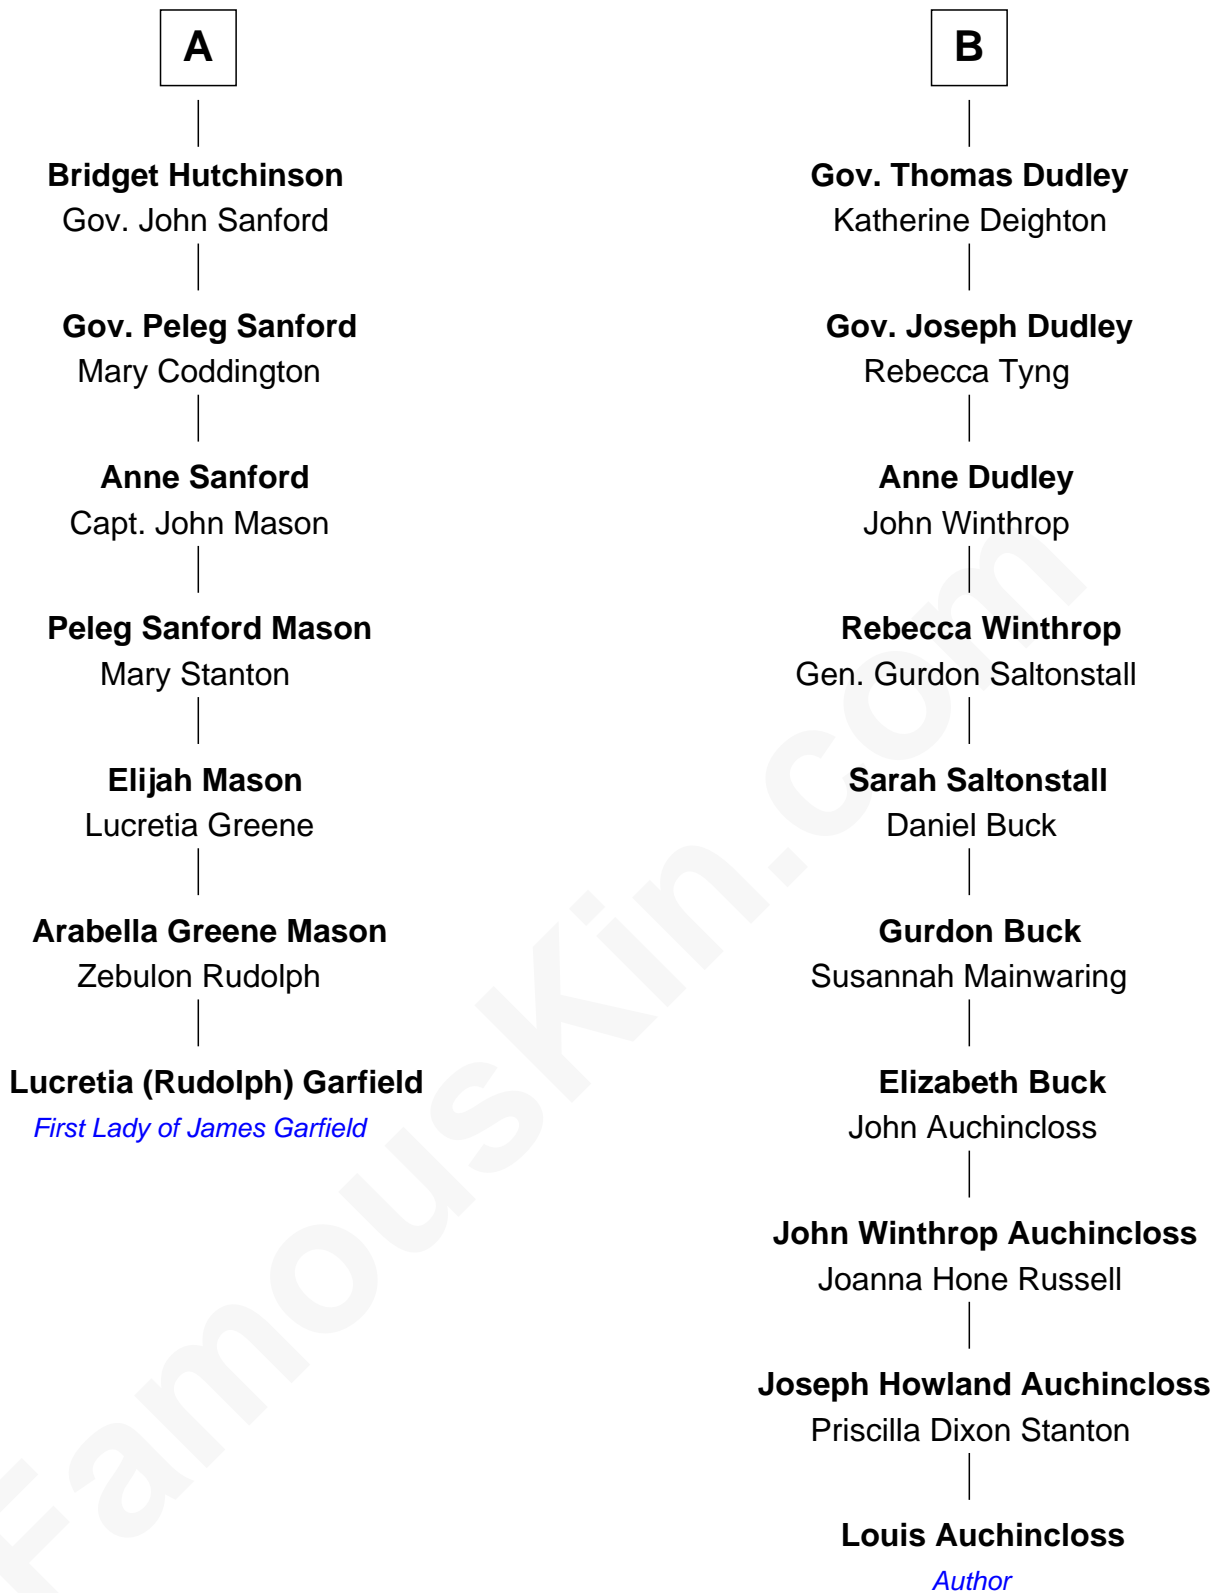 A
Bridget Hutchinson
Gov. John Sanford
Gov. Peleg Sanford
Mary Coddington
Anne Sanford
Capt. John Mason
Peleg Sanford Mason
Mary Stanton
Elijah Mason
Lucretia Greene
Arabella Greene Mason
Zebulon Rudolph
Lucretia (Rudolph) Garfield
First Lady of James Garfield
B
Gov. Thomas Dudley
Katherine Deighton
Gov. Joseph Dudley
Rebecca Tyng
Anne Dudley
John Winthrop
Rebecca Winthrop
Gen. Gurdon Saltonstall
Sarah Saltonstall
Daniel Buck
Gurdon Buck
Susannah Mainwaring
Elizabeth Buck
John Auchincloss
John Winthrop Auchincloss
Joanna Hone Russell
Joseph Howland Auchincloss
Priscilla Dixon Stanton
Louis Auchincloss
Author
FamousKin.com